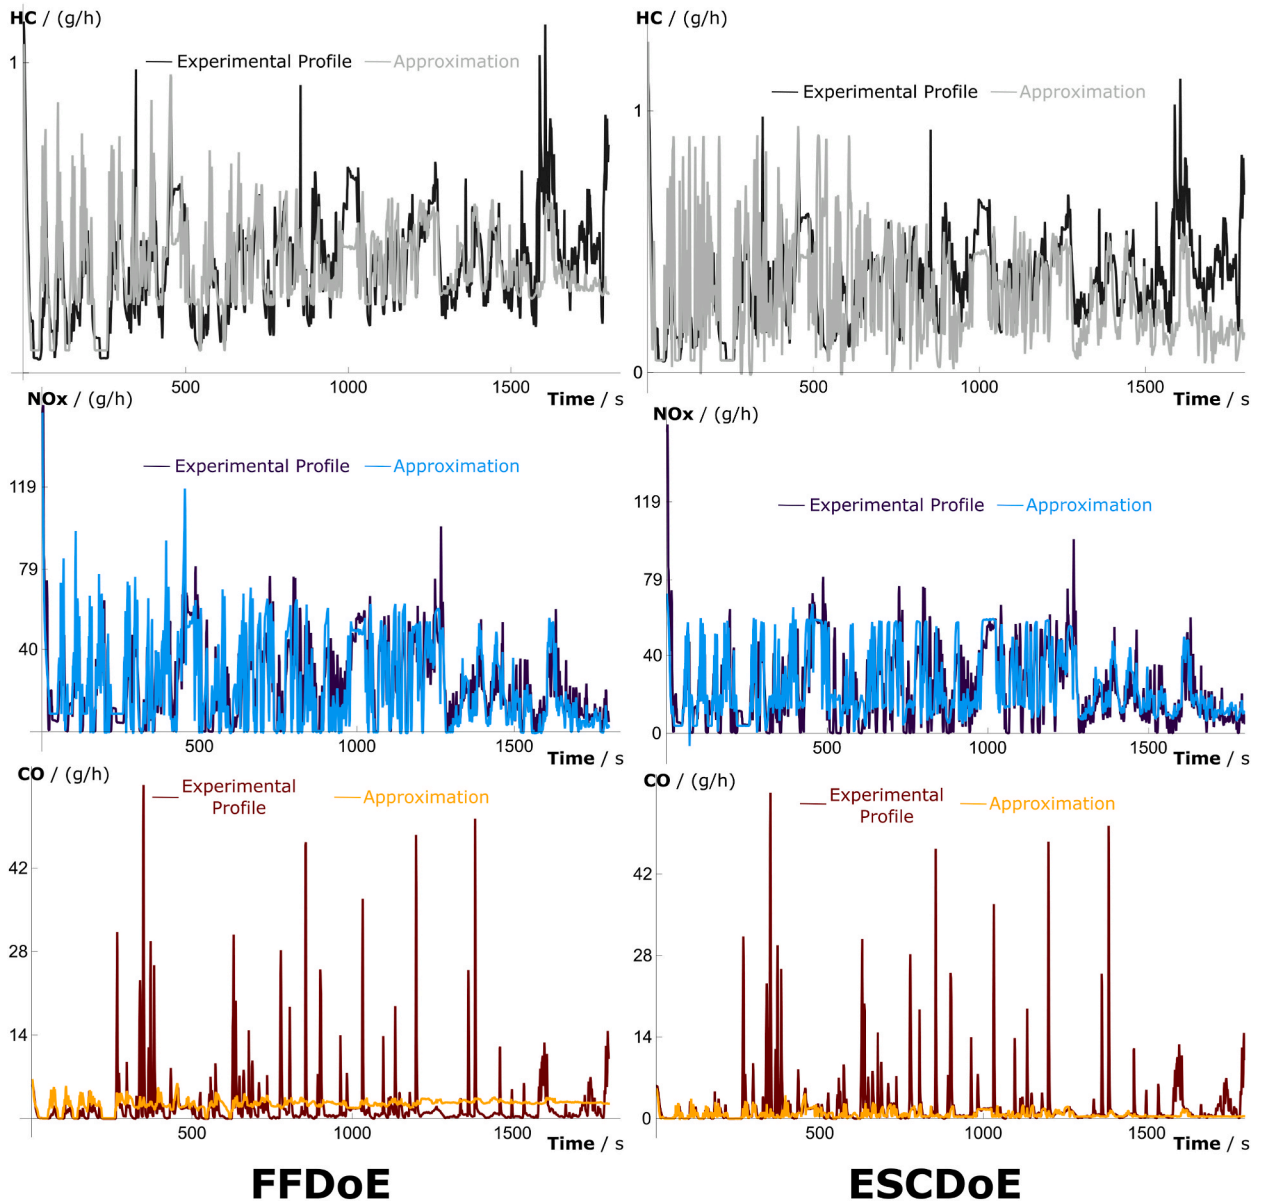 HC / (g/h)
Experimental Profile Approximation
1
500 1000 1500
Time / s
HC / (g/h)
Experimental Profile Approximation
1
0
500 1000 1500
Time / s
NOx / (g/h)
Experimental Profile Approximation
119
79
40
500 1000 1500
Time / s
NOx / (g/h)
Experimental Profile Approximation
119
79
40
0
500 1000 1500
Time / s
CO / (g/h)
Experimental
Profile
Approximation
42
28
14
500 1000 1500
Time / s
CO / (g/h)
Experimental
Profile
Approximation
42
28
14
0
500 1000 1500
Time / s
FFDoE
ESCDoE